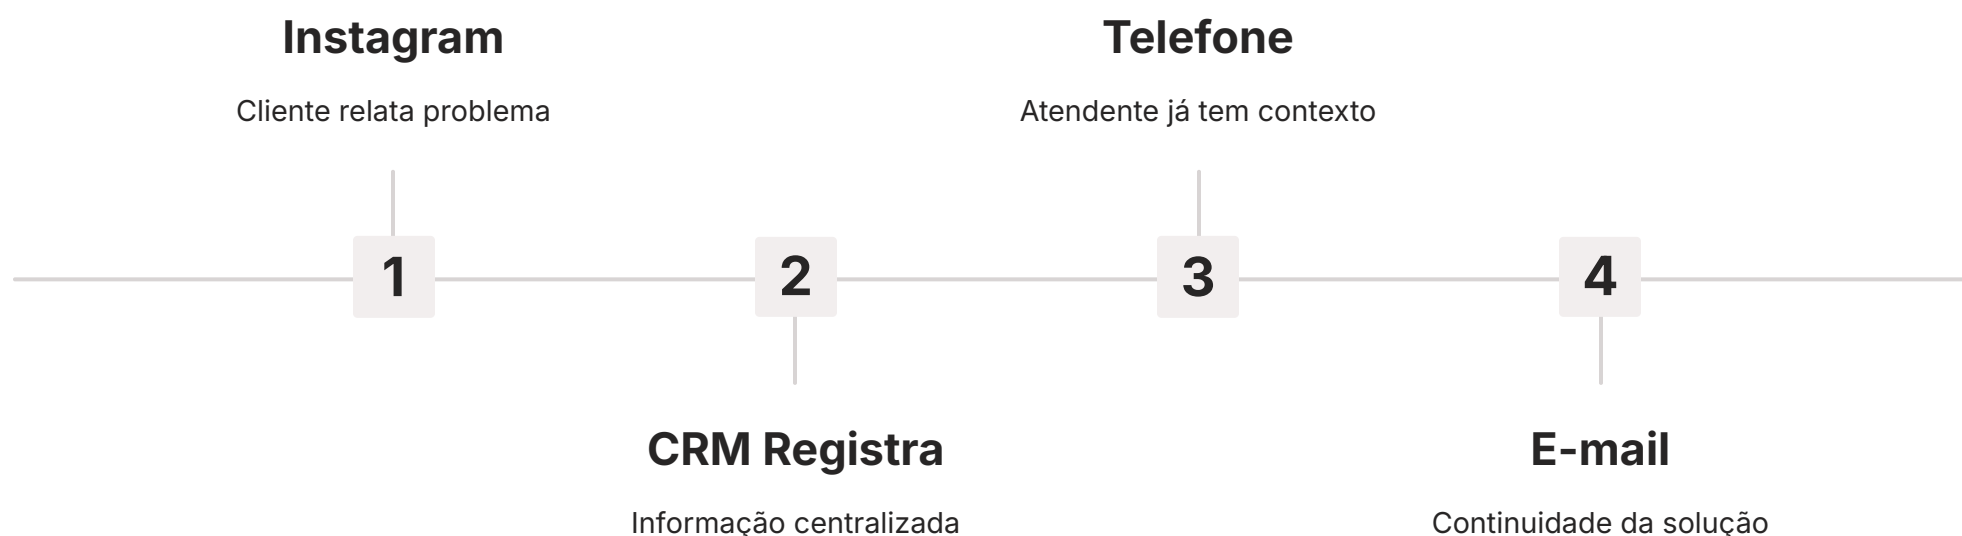 Instagram
Cliente relata problema
1
2
CRM Registra
Informação centralizada
Telefone
Atendente já tem contexto
3
4
E-mail
Continuidade da solução